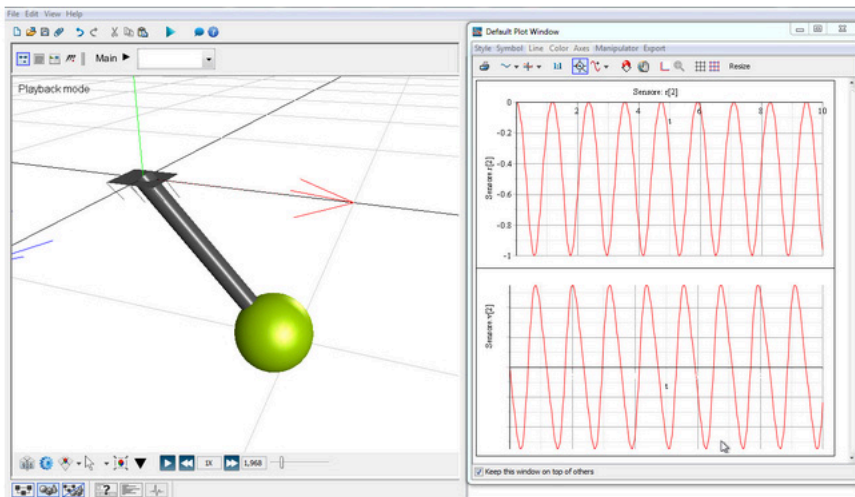 File Edit View Help
Main
Playback mode
1X
1,968
Default Plot Window
Style Symbol Line Color Axes Manipulator Export
1:1
Resize
Sensors: r[2]
Sensors r[2]
0
-0.2
-0.4
-0.6
-0.8
-1
2
4
6
8
10
t
Sensors v[2]
t
Keep this window on top of others